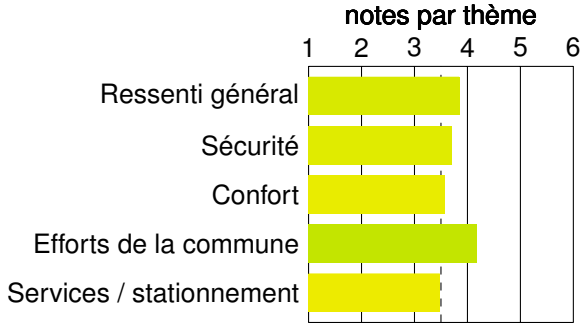 notes par thème
1 2 3 4 5 6
Ressenti général
Sécurité
Confort
Efforts de la commune
Services / stationnement